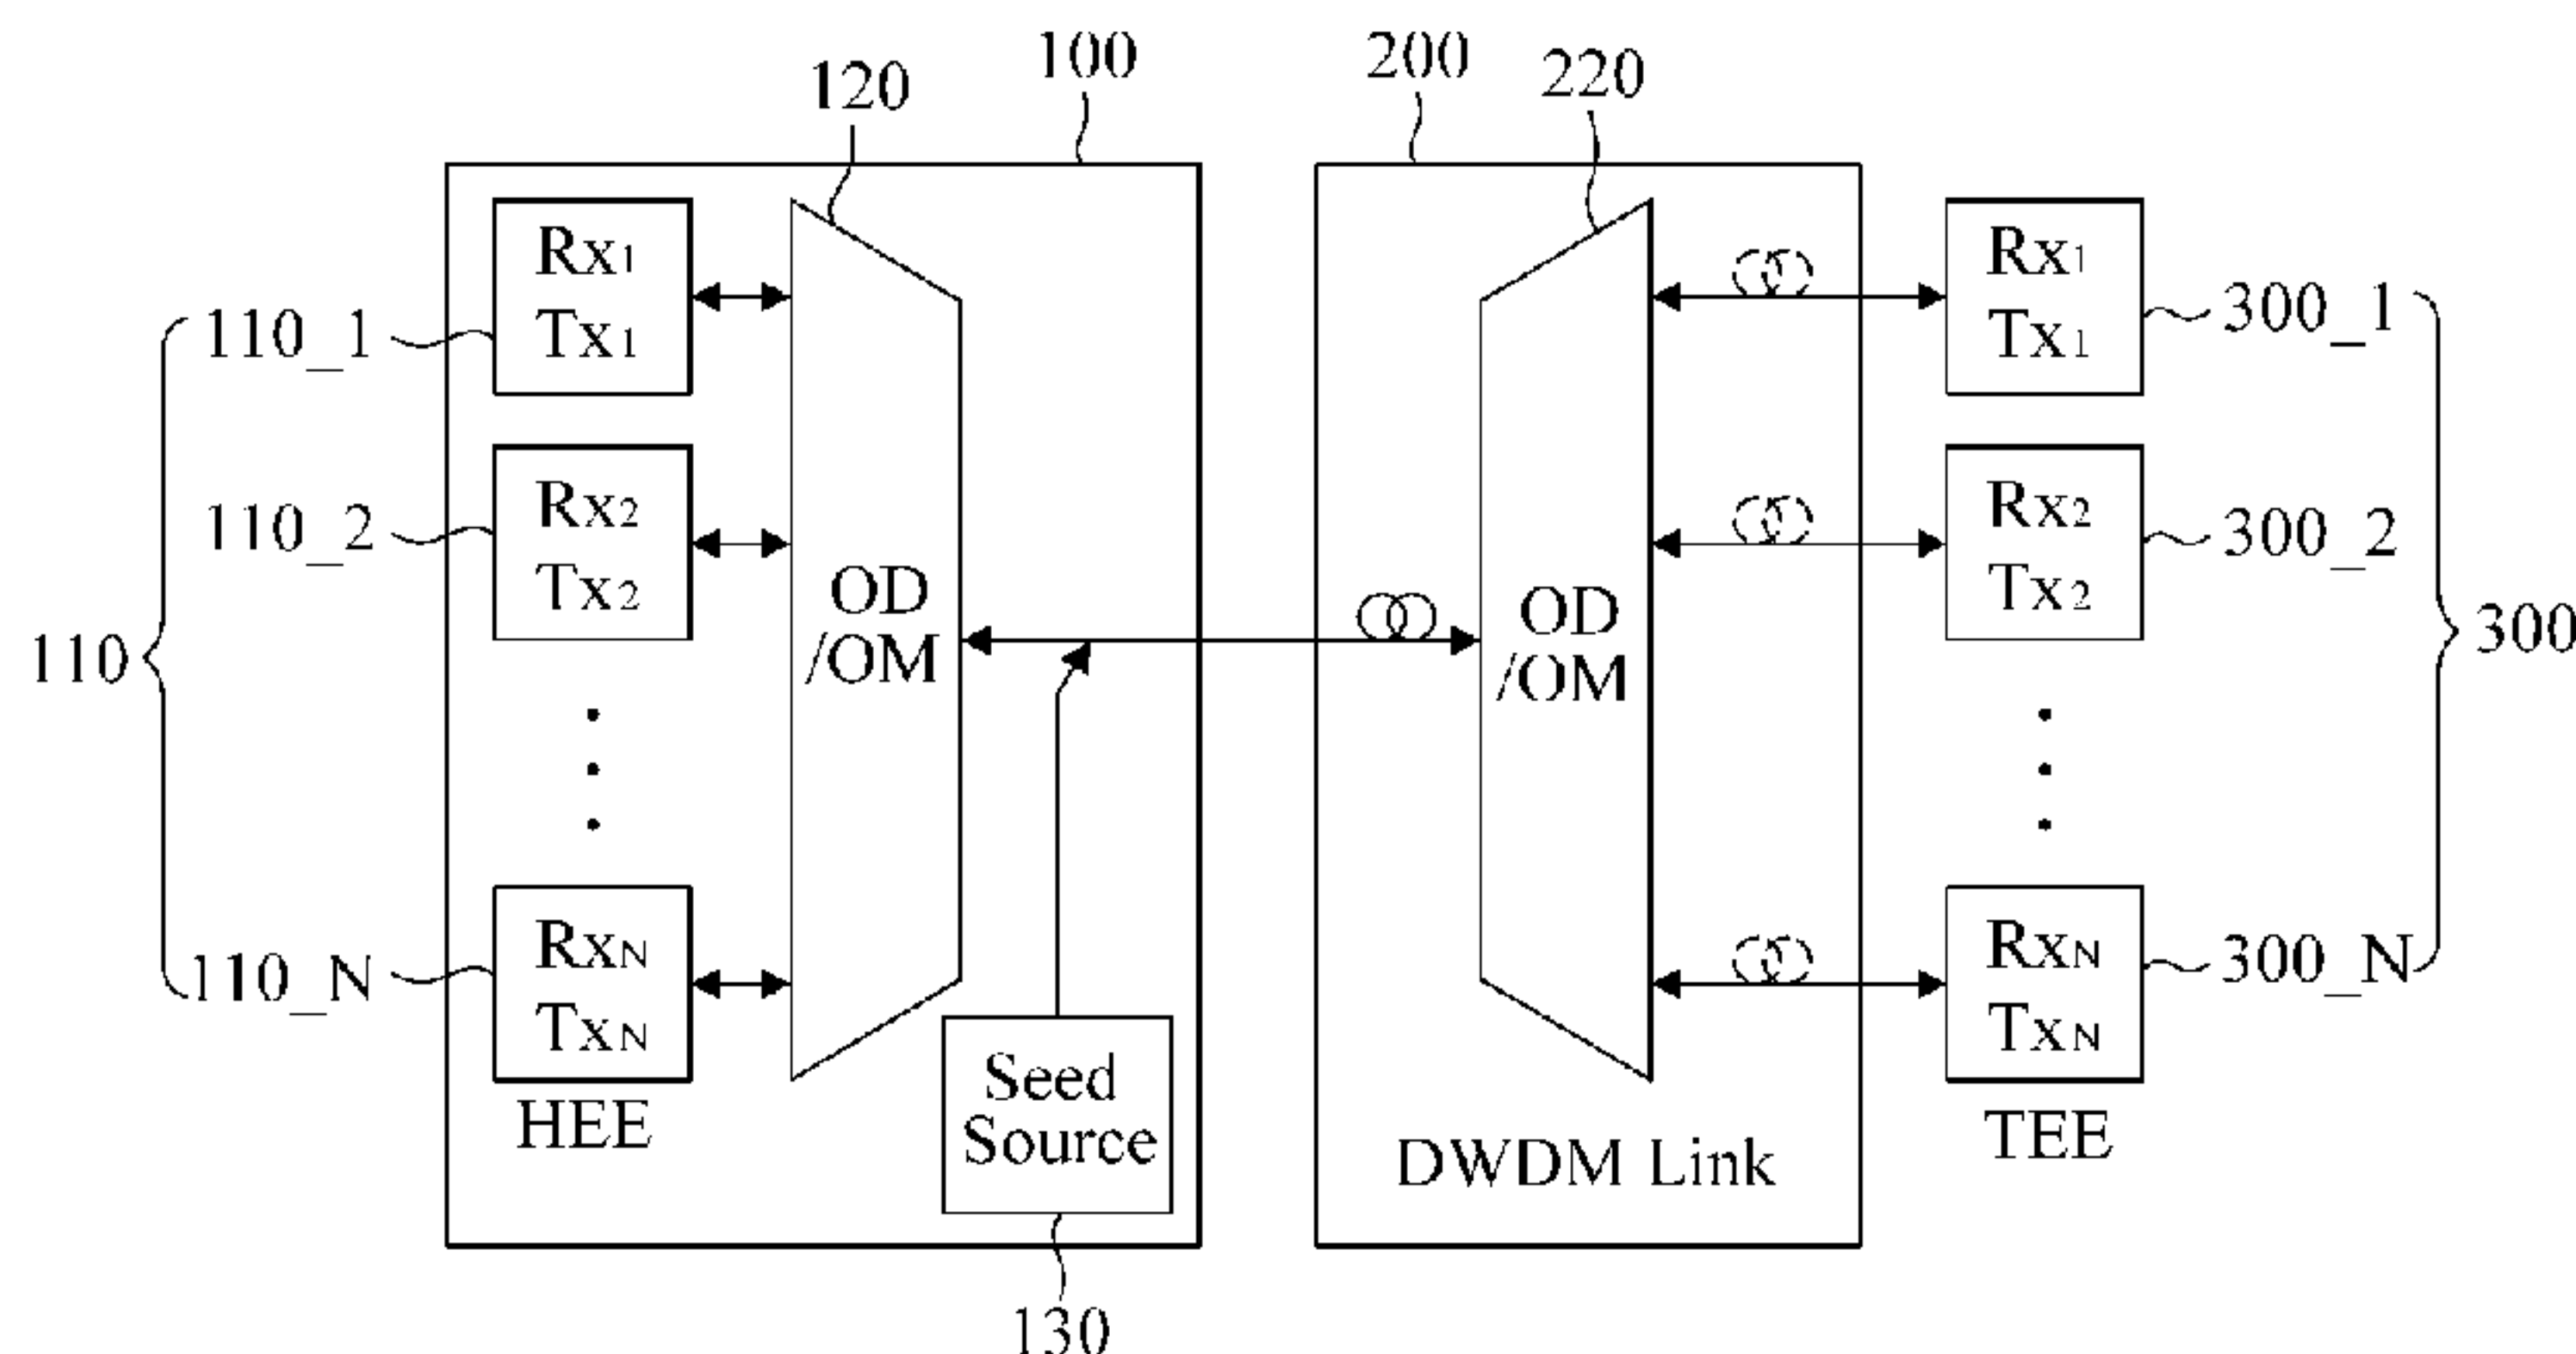 100
200
120
220
Rx1
Tx1
Rx1
Tx1
110_1
300_1
Rx2
Tx2
Rx2
Tx2
110_2
300_2
OD
/OM
OD
/OM
110
300
RxN
TxN
RxN
TxN
110_N
300_N
HEE
Seed
Source
DWDM Link
TEE
130